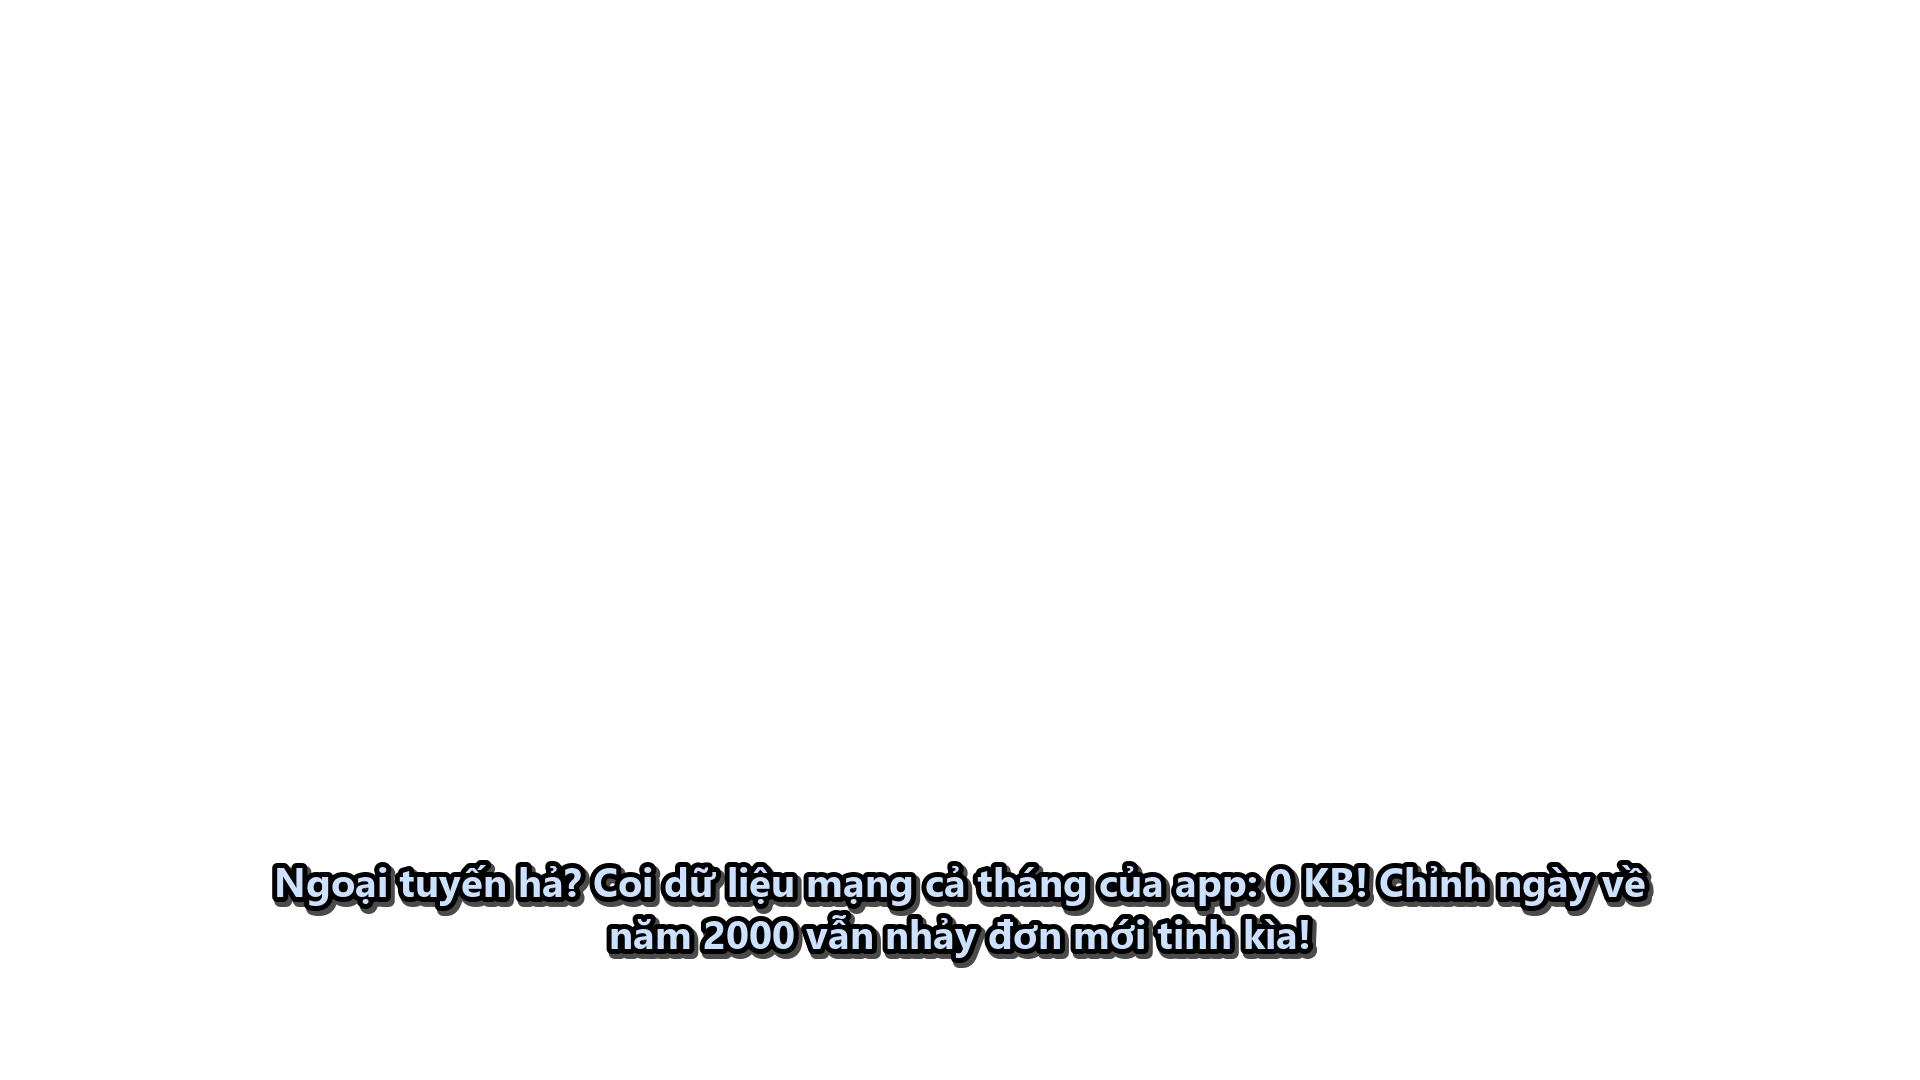 Ngoại tuyến hả? Coi dữ liệu mạng cả tháng của app: 0 KB! Chỉnh ngày về
năm 2000 vẫn nhảy đơn mới tinh kìa!